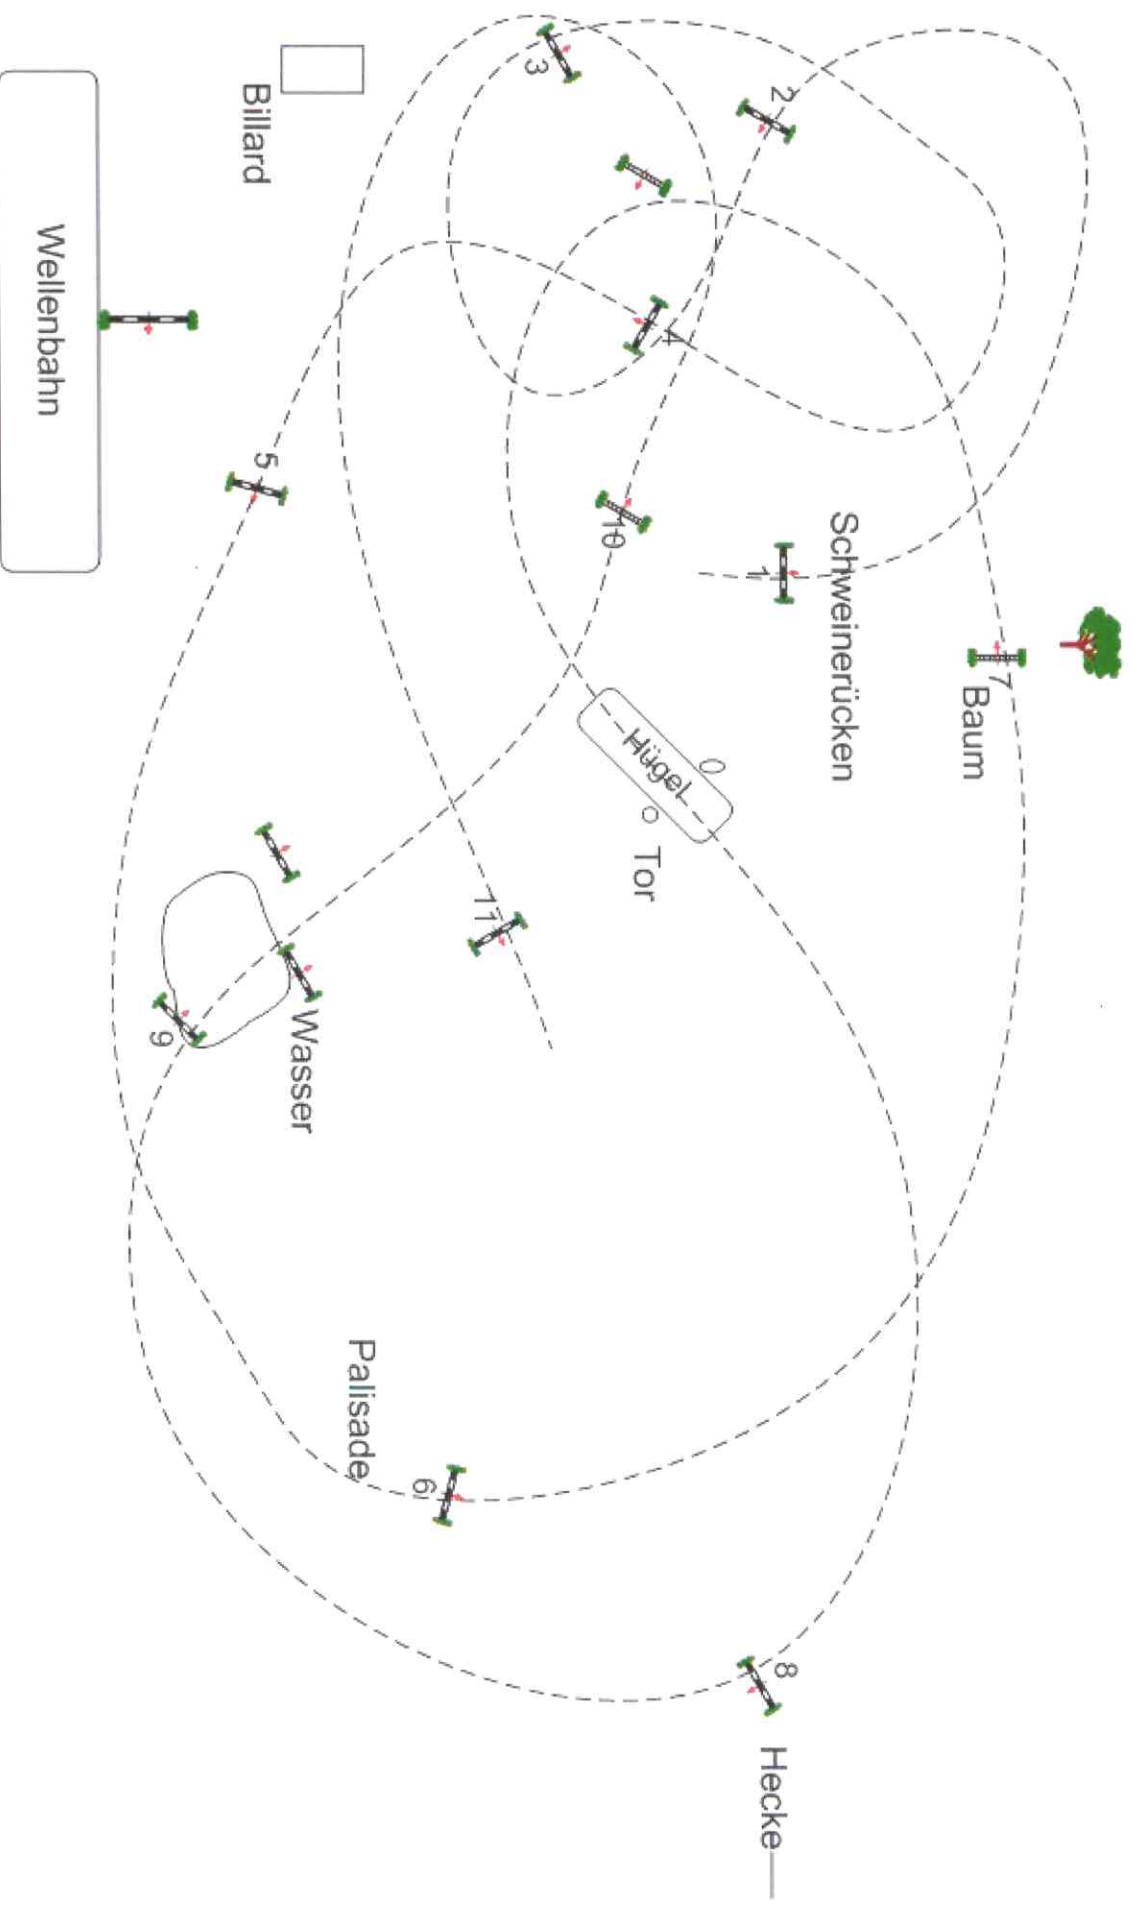 7
Baum
Schweinerücken
2
8
Hecke
1
4
Hügel
Tor
10
3
11
6
Palisade
Wasser
5
Billard
9
Wellenbahn